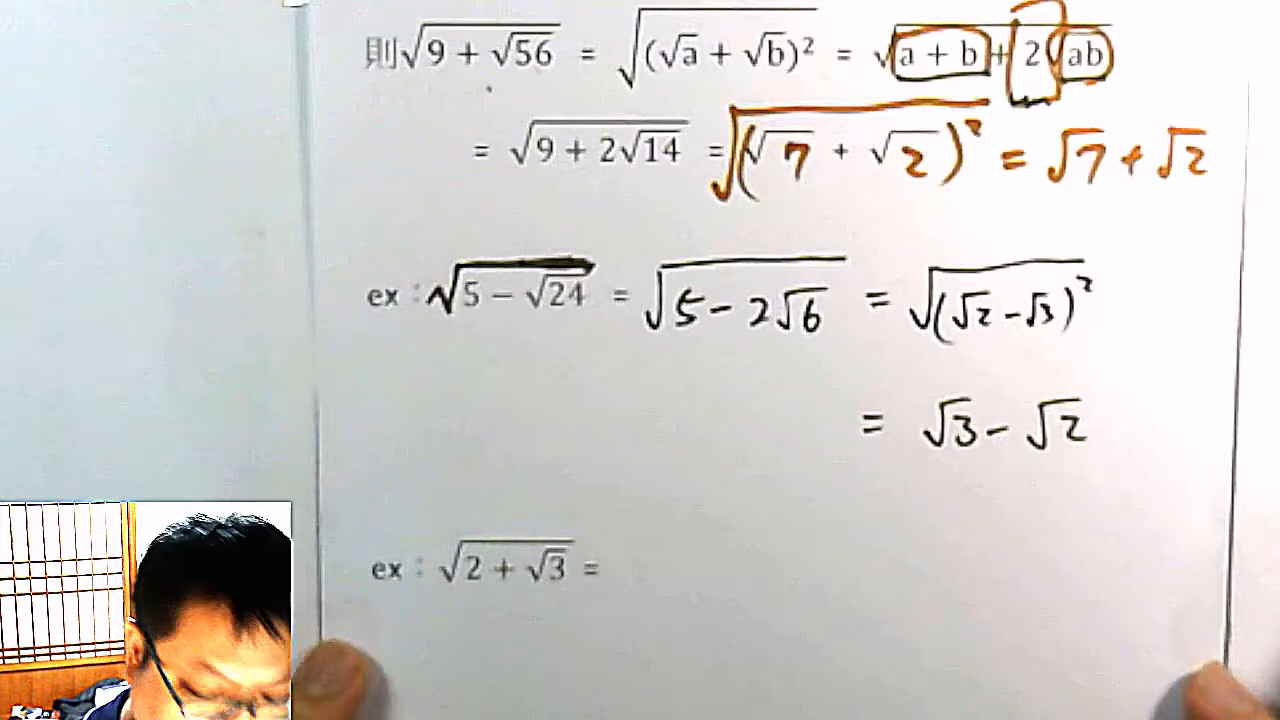 則√(9 + √56) = √((√a + √b)²) = √(a + b + 2√ab)
= √(9 + 2√14) = √((√7 + √2)²) = √7 + √2
ex：√(5 − √24) = √(5 − 2√6) = √((√2 − √3)²)
= √3 − √2
ex：√(2 + √3) =